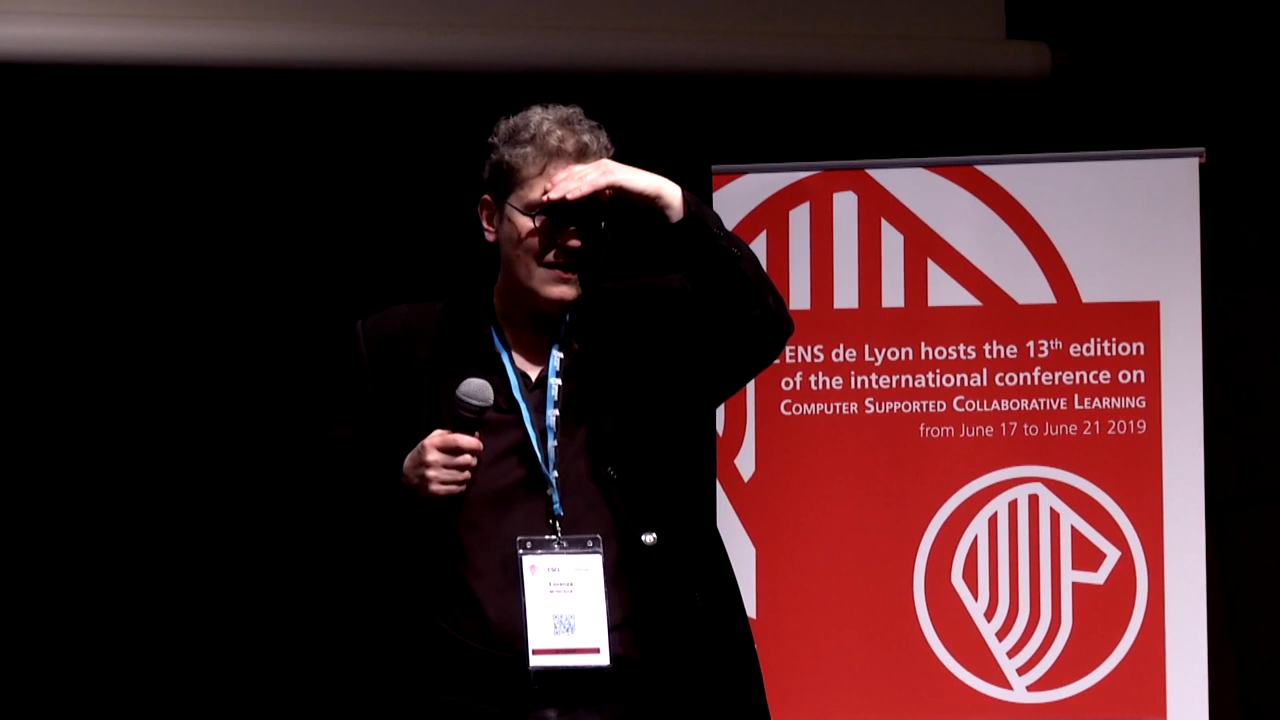 ENS de Lyon hosts the 13th edition
of the international conference on
COMPUTER SUPPORTED COLLABORATIVE LEARNING
from June 17 to June 21 2019